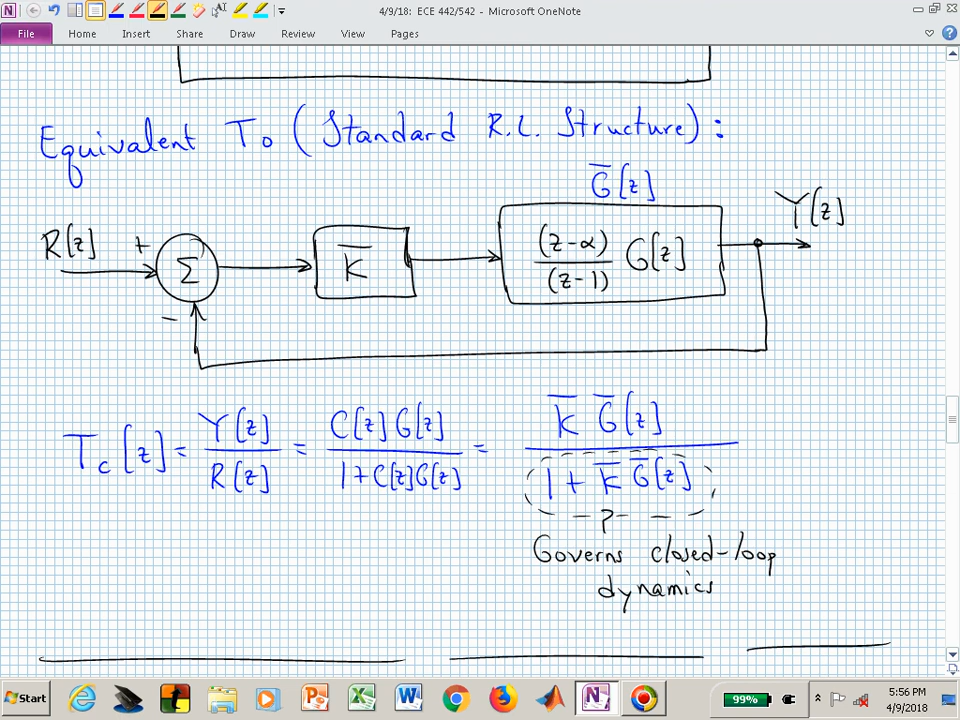 4/9/18: ECE 442/542 - Microsoft OneNote
File Home Insert Share Draw Review View Pages
Equivalent To (Standard R.L. Structure):
G̅[z]
R[z] + Σ − K̅ (z-α)/(z-1) G[z] Y[z]
T_c[z] = Y[z]/R[z] = C[z]G[z]/1+C[z]G[z] = K̅ G̅[z]/1+K̅ G̅[z]
Governs closed-loop
dynamics
Start 99% 5:56 PM
4/9/2018